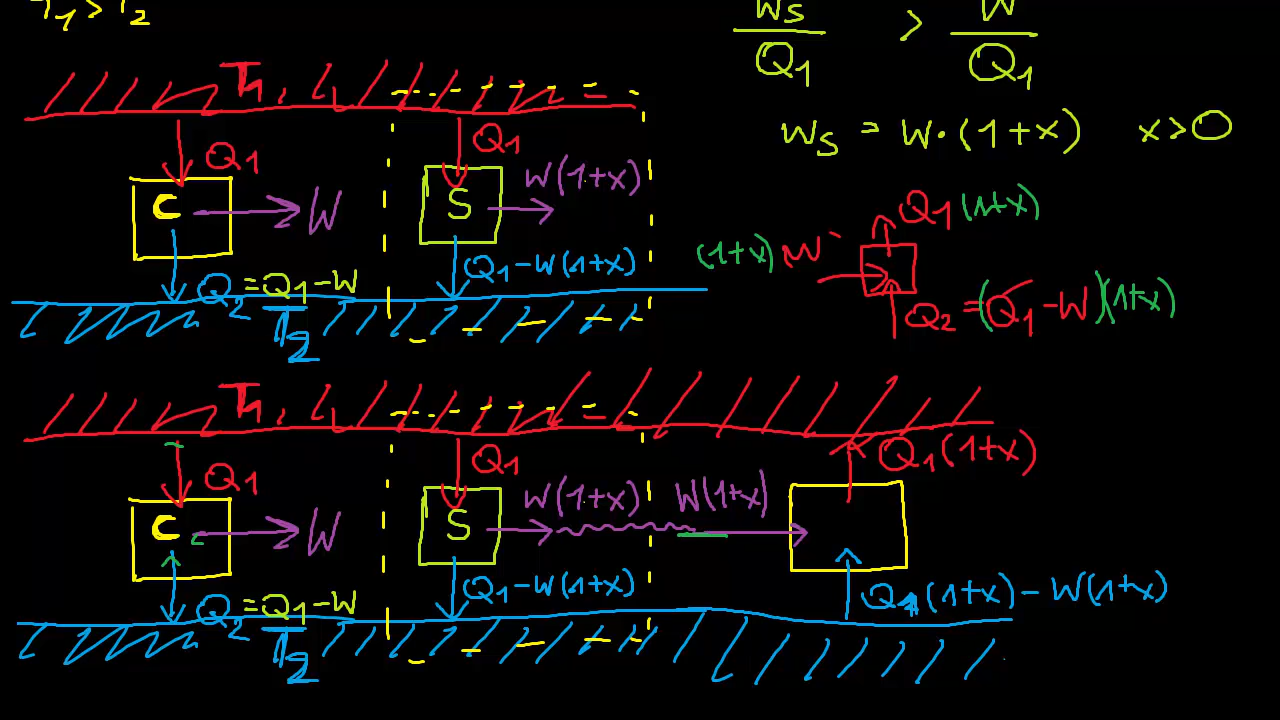 T₁ > T₂
Ws/Q₁ > W/Q₁
Ws = W·(1+x) x>0
T₁
Q₁
Q₁
C
W
S
W(1+x)
Q₂ = Q₁-W
Q₁-W(1+x)
T₂
Q₁(1+x)
(1+x) W
Q₂ = (Q₁-W)(1+x)
T₁
Q₁
Q₁
Q₁(1+x)
C
W
S
W(1+x)
W(1+x)
Q₂ = Q₁-W
Q₁-W(1+x)
Q₁(1+x)-W(1+x)
T₂